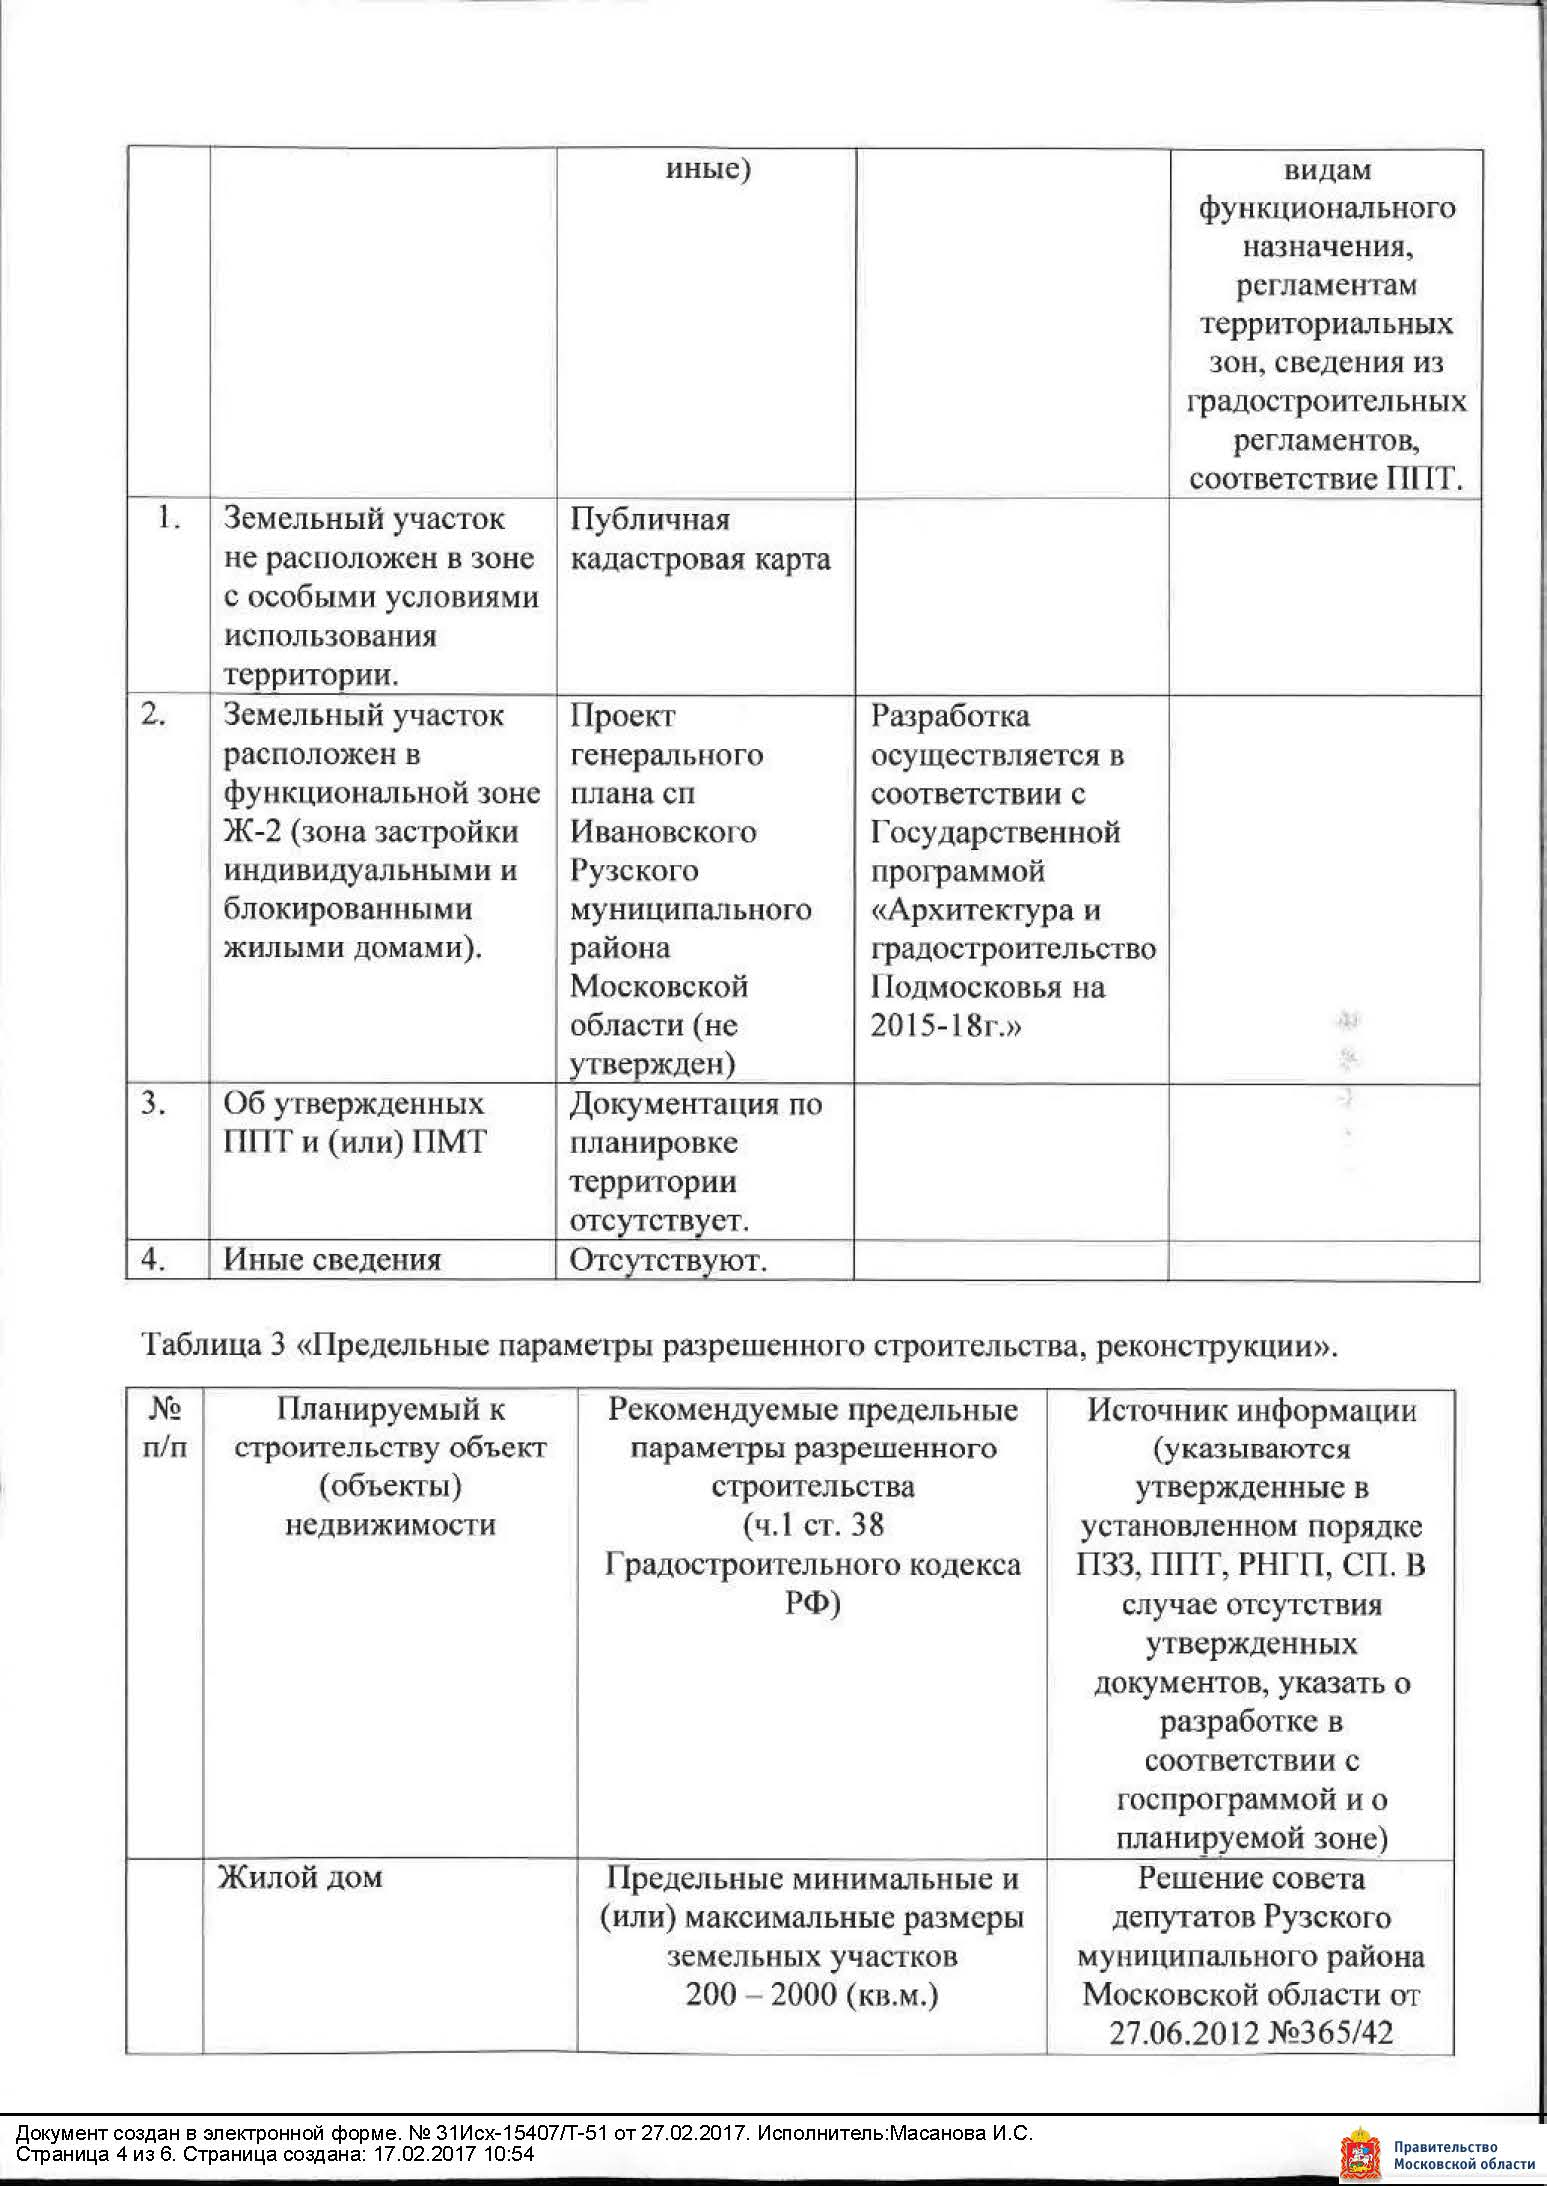 иные)
видам
функционального
назначения,
регламентам
территориальных
зон, сведения из
градостроительных
регламентов,
соответствие ППТ.
1.
Земельный участок
не расположен в зоне
с особыми условиями
использования
территории.
Публичная
кадастровая карта
2.
Земельный участок
расположен в
функциональной зоне
Ж-2 (зона застройки
индивидуальными и
блокированными
жилыми домами).
Проект
генерального
плана сп
Ивановского
Рузского
муниципального
района
Московской
области (не
утвержден)
Разработка
осуществляется в
соответствии с
Государственной
программой
«Архитектура и
градостроительство
Подмосковья на
2015-18г.»
3.
Об утвержденных
ППТ и (или) ПМТ
Документация по
планировке
территории
отсутствует.
4.
Иные сведения
Отсутствуют.
Таблица 3 «Предельные параметры разрешенного строительства, реконструкции».
№
п/п
Планируемый к
строительству объект
(объекты)
недвижимости
Рекомендуемые предельные
параметры разрешенного
строительства
(ч.1 ст. 38
Градостроительного кодекса
РФ)
Источник информации
(указываются
утвержденные в
установленном порядке
ПЗЗ, ППТ, РНГП, СП. В
случае отсутствия
утвержденных
документов, указать о
разработке в
соответствии с
госпрограммой и о
планируемой зоне)
Жилой дом
Предельные минимальные и
(или) максимальные размеры
земельных участков
200 – 2000 (кв.м.)
Решение совета
депутатов Рузского
муниципального района
Московской области от
27.06.2012 №365/42
Документ создан в электронной форме. № 31Исх-15407/Т-51 от 27.02.2017. Исполнитель:Масанова И.С.
Страница 4 из 6. Страница создана: 17.02.2017 10:54
Правительство
Московской области